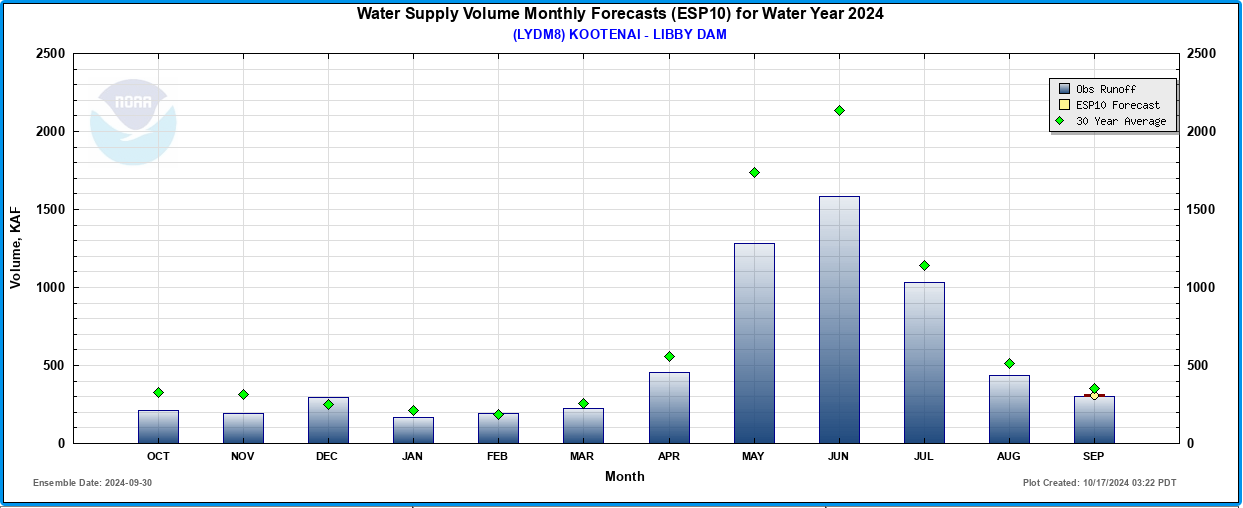 Water Supply Volume Monthly Forecasts (ESP10) for Water Year 2024
(LYDM8) KOOTENAI - LIBBY DAM
2500 2500
NOAA
Obs Runoff
ESP10 Forecast
30 Year Average
2000 2000
1500 1500
Volume, KAF
1000 1000
500 500
0 0
OCT NOV DEC JAN FEB MAR APR MAY JUN JUL AUG SEP
Month
Ensemble Date: 2024-09-30 Plot Created: 10/17/2024 03:22 PDT